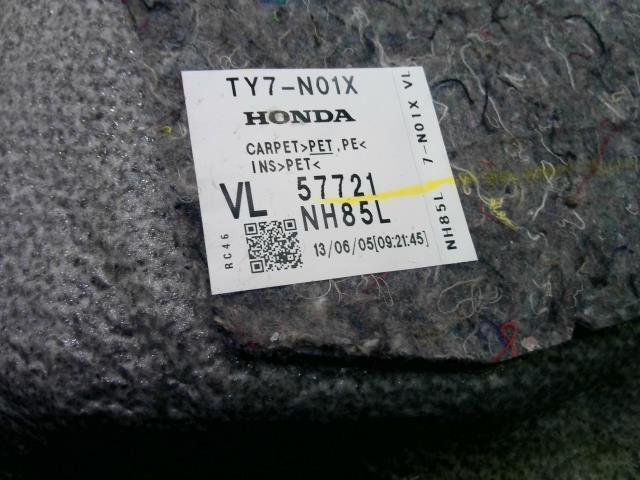 TY7-N01X
HONDA
CARPET>PET,PE<
INS>PET<
VL 57721
NH85L
RC46
13/06/05[09:21:45]
NH85L 7-N01X VL